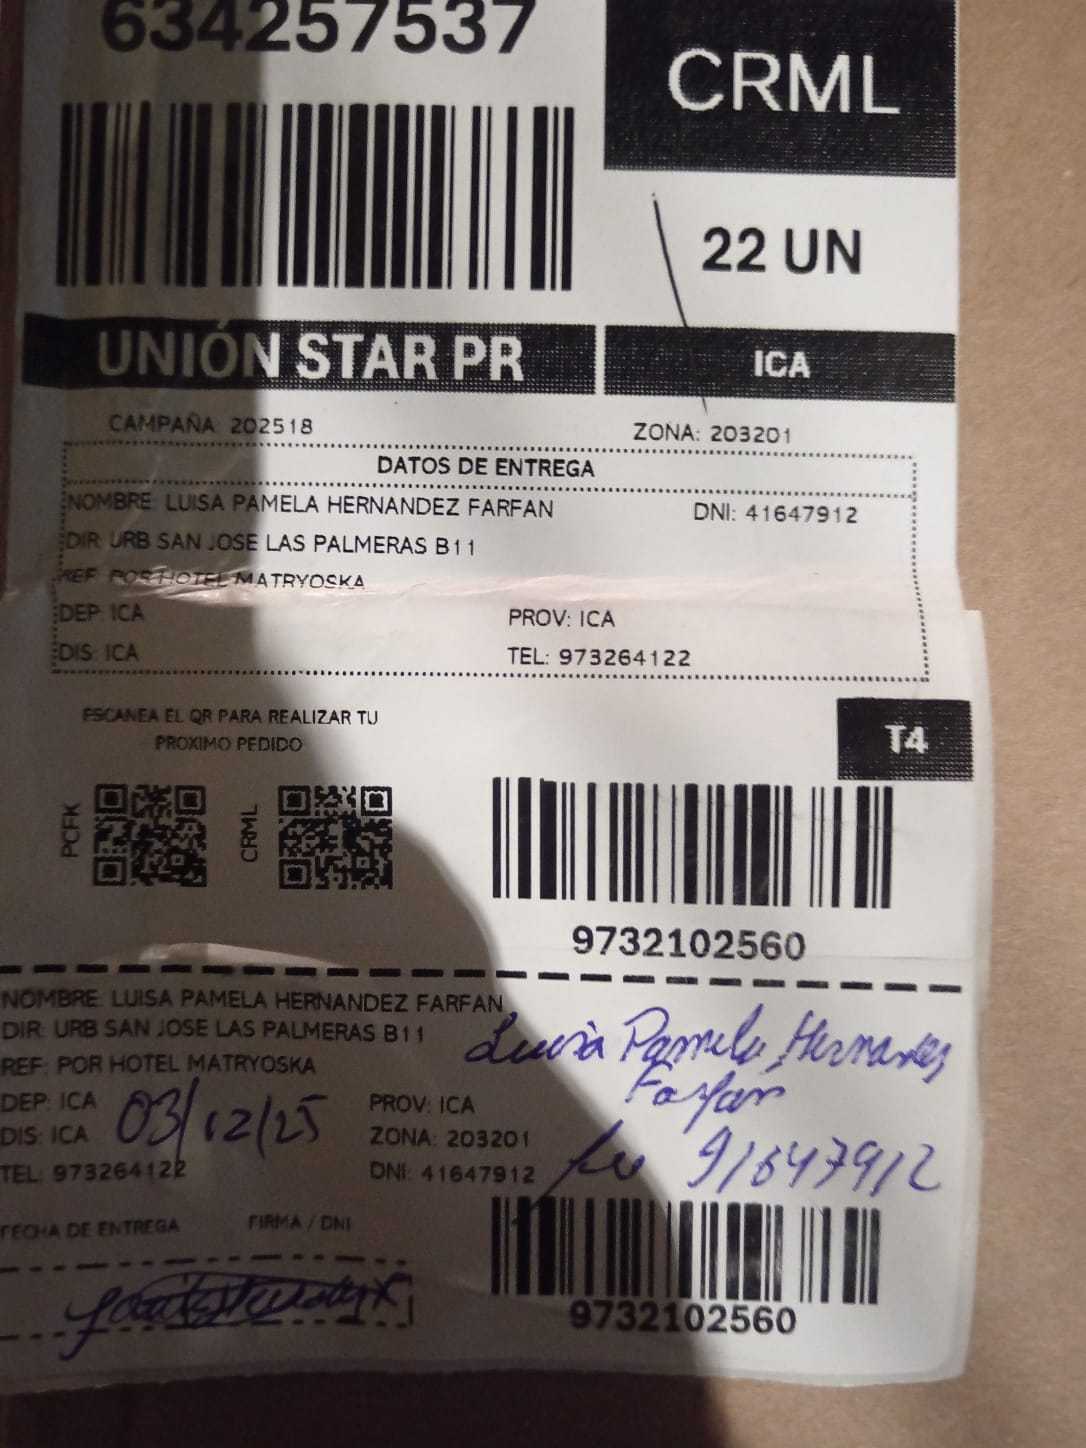 634257537
CRML
22 UN
UNIÓN STAR PR
ICA
CAMPAÑA: 202518
ZONA: 203201
DATOS DE ENTREGA
NOMBRE: LUISA PAMELA HERNANDEZ FARFAN DNI: 41647912
DIR: URB SAN JOSE LAS PALMERAS B11
REF: POR HOTEL MATRYOSKA
DEP: ICA PROV: ICA
DIS: ICA TEL: 973264122
ESCANEA EL QR PARA REALIZAR TU
PROXIMO PEDIDO
T4
PCFK
CRML
9732102560
NOMBRE: LUISA PAMELA HERNANDEZ FARFAN
DIR: URB SAN JOSE LAS PALMERAS B11
REF: POR HOTEL MATRYOSKA
DEP: ICA PROV: ICA
DIS: ICA ZONA: 203201
TEL: 973264122 DNI: 41647912
03/12/25
Luisa Pamela Hernandez
Farfán
41647912
FECHA DE ENTREGA FIRMA / DNI
9732102560